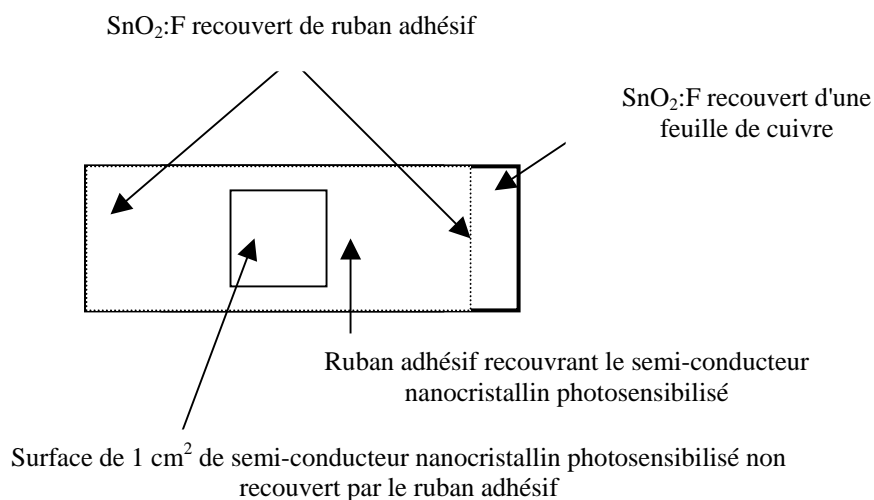 SnO₂:F recouvert de ruban adhésif
SnO₂:F recouvert d'une
feuille de cuivre
Ruban adhésif recouvrant le semi-conducteur
nanocristallin photosensibilisé
Surface de 1 cm² de semi-conducteur nanocristallin photosensibilisé non
recouvert par le ruban adhésif